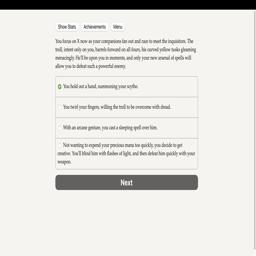 Show Stats Achievements Menu
You focus on X now as your companions fan out and race to meet the inquisitors. The
troll, intent only on you, barrels forward on all fours, his curved yellow tusks gleaming
menacingly. He'll be upon you in moments, and only your new arsenal of spells will
allow you to defeat such a powerful enemy.
You hold out a hand, summoning your scythe.
You twirl your fingers, willing the troll to be overcome with dread.
With an arcane gesture, you cast a sleeping spell over him.
Not wanting to expend your precious mana too quickly, you decide to get
creative. You'll blind him with flashes of light, and then defeat him quickly with your
weapon.
Next